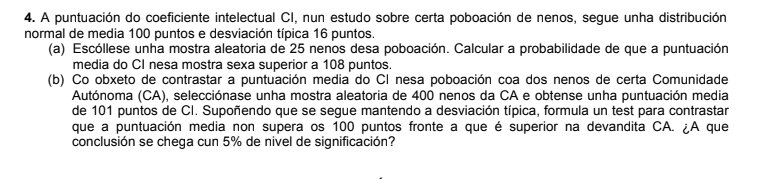 4. A puntuación do coeficiente intelectual CI, nun estudo sobre certa poboación de nenos, segue unha distribución
normal de media 100 puntos e desviación típica 16 puntos.
(a) Escóllese unha mostra aleatoria de 25 nenos desa poboación. Calcular a probabilidade de que a puntuación
media do CI nesa mostra sexa superior a 108 puntos.
(b) Co obxeto de contrastar a puntuación media do CI nesa poboación coa dos nenos de certa Comunidade
Autónoma (CA), selecciónase unha mostra aleatoria de 400 nenos da CA e obtense unha puntuación media
de 101 puntos de CI. Supoñendo que se segue mantendo a desviación típica, formula un test para contrastar
que a puntuación media non supera os 100 puntos fronte a que é superior na devandita CA. ¿A que
conclusión se chega cun 5% de nivel de significación?